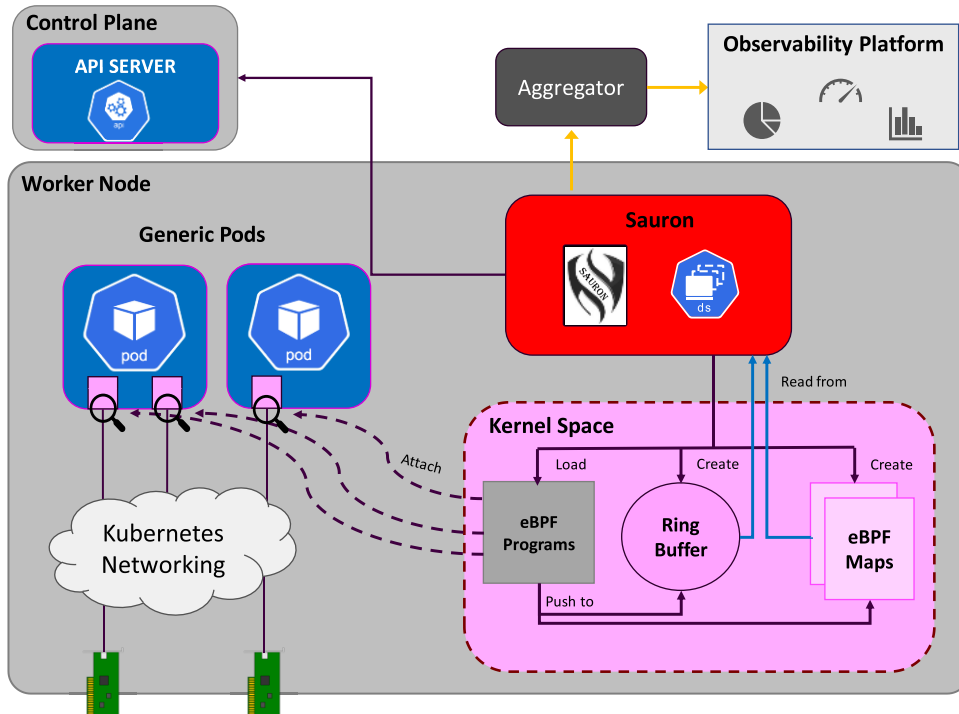 Control Plane
API SERVER
api
Aggregator
Observability Platform
Worker Node
Generic Pods
pod
pod
Sauron
SAURON
ds
Read from
Kernel Space
Attach
Load
Create
Create
eBPF
Programs
Ring
Buffer
eBPF
Maps
Push to
Kubernetes
Networking